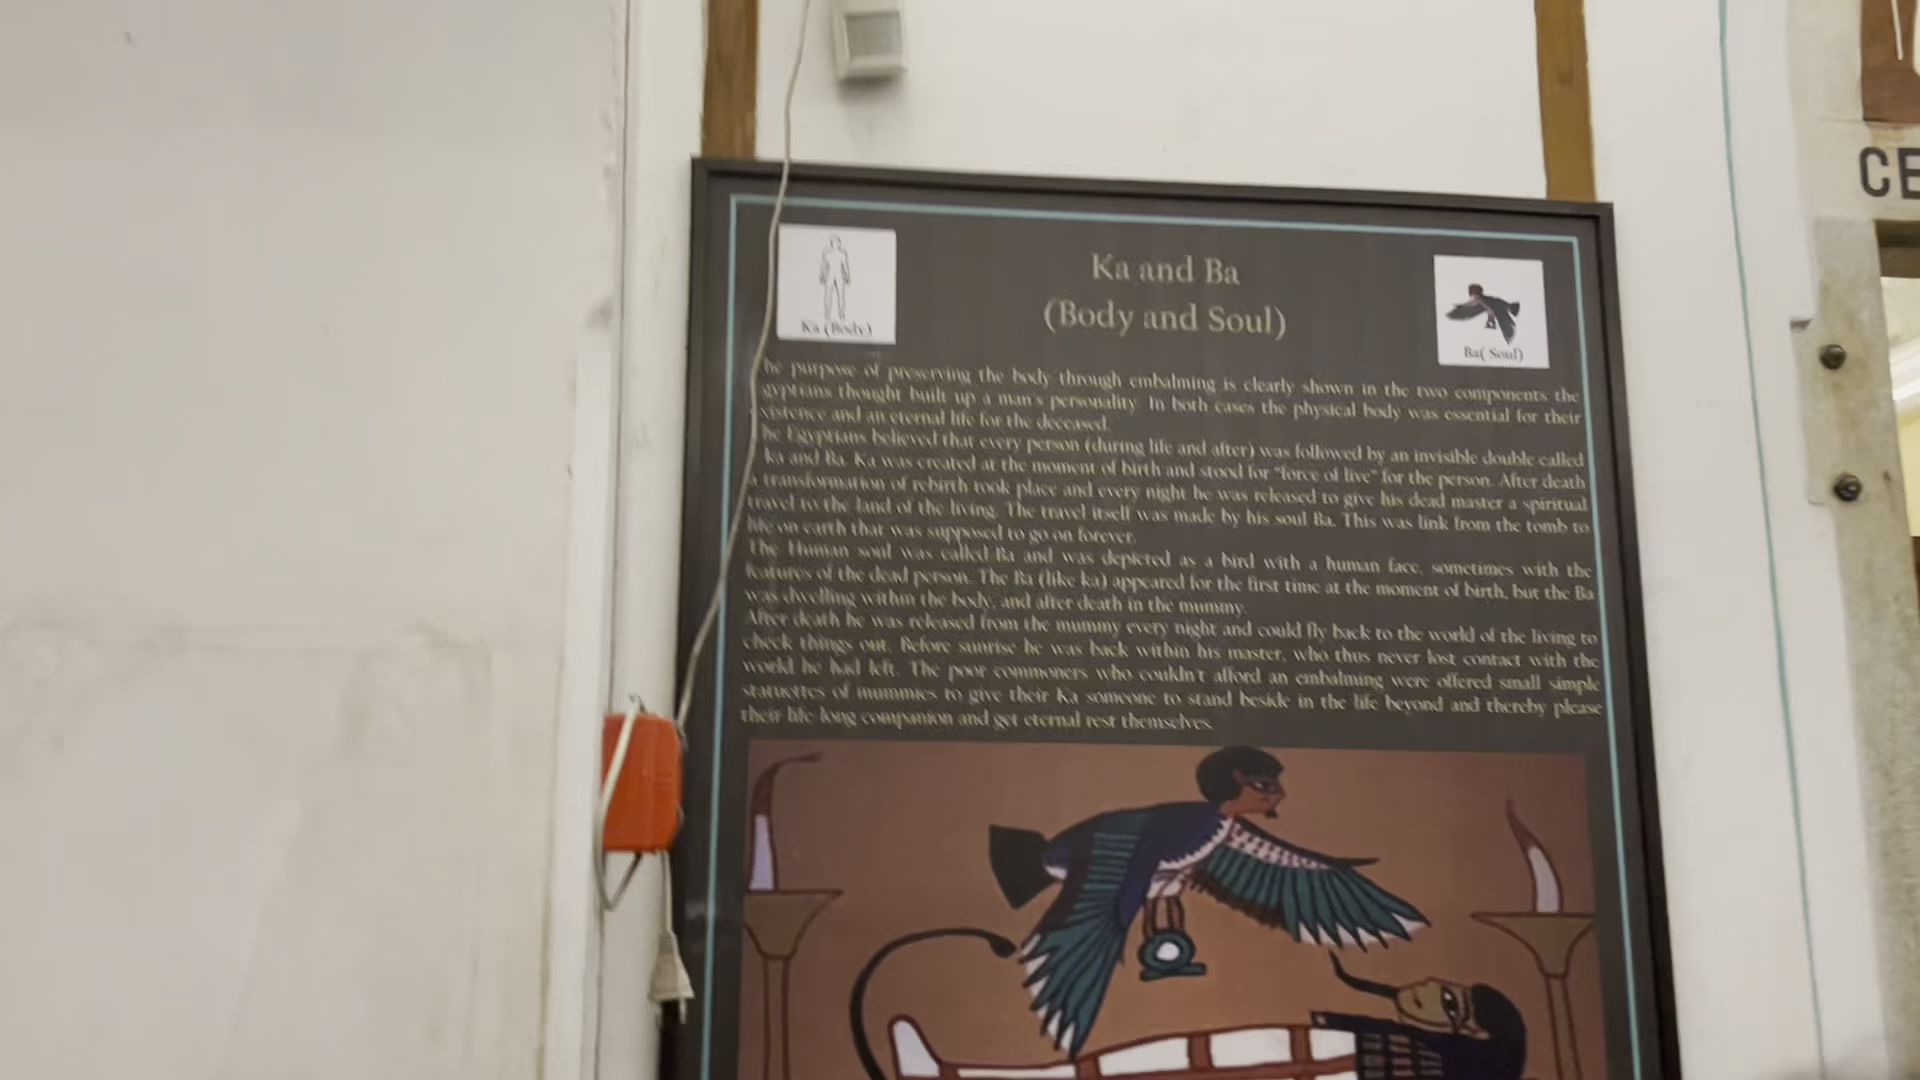 CE
Ka and Ba
(Body and Soul)
Ka (Body)
Ba( Soul)
he purpose of preserving the body through embalming is clearly shown in the two components the
gyptians thought built up a man's personality. In both cases the physical body was essential for their
xistence and an eternal life for the deceased.
he Egyptians believed that every person (during life and after) was followed by an invisible double called
ka and Ba. Ka was created at the moment of birth and stood for "force of live" for the person. After death
a transformation of rebirth took place and every night he was released to give his dead master a spiritual
travel to the land of the living. The travel itself was made by his soul Ba. This was link from the tomb to
life on earth that was supposed to go on forever.
The Human soul was called Ba and was depicted as a bird with a human face, sometimes with the
features of the dead person. The Ba (like ka) appeared for the first time at the moment of birth, but the Ba
was dwelling within the body, and after death in the mummy.
After death he was released from the mummy every night and could fly back to the world of the living to
check things out. Before sunrise he was back within his master, who thus never lost contact with the
world he had left. The poor commoners who couldn't afford an embalming were offered small simple
statuettes of mummies to give their Ka someone to stand beside in the life beyond and thereby please
their life long companion and get eternal rest themselves.